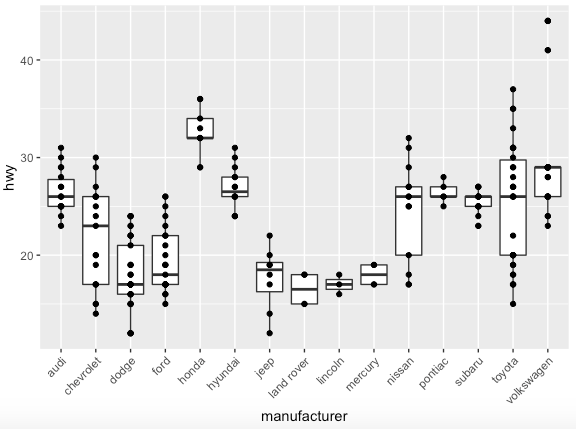 hwy
40
30
20
audi
chevrolet
dodge
ford
honda
hyundai
jeep
land rover
lincoln
mercury
nissan
pontiac
subaru
toyota
volkswagen
manufacturer